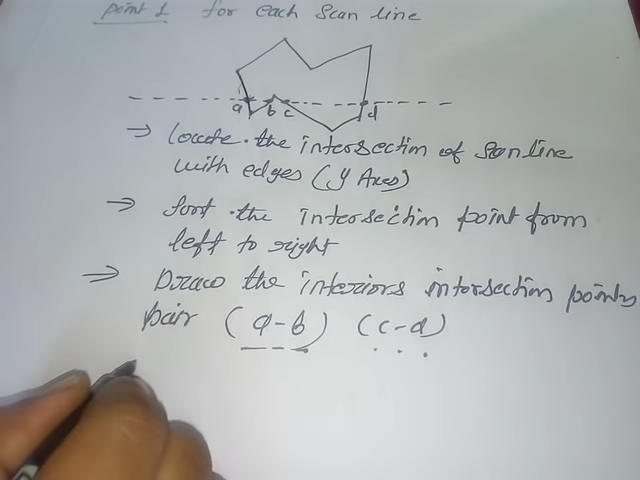 point 1 for each scan line
a b c d
→ Locate the intersection of scanline
with edges (y Axes)
→ Sort the intersection point from
left to right
⇒ Draw the interiors intersection points
pair (a-b) (c-d)